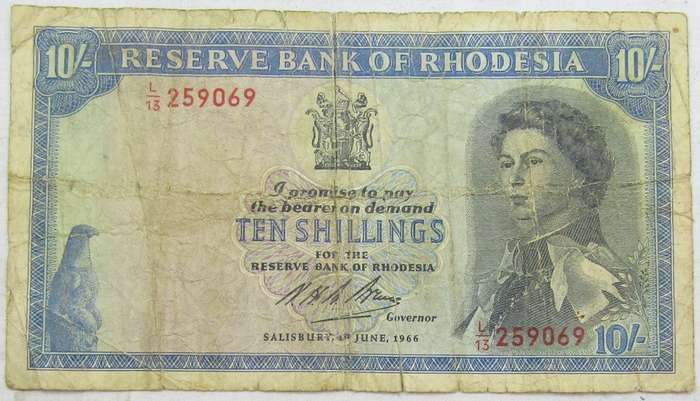 10/- RESERVE BANK OF RHODESIA 10/-
L/13 259069
I promise to pay
the bearer on demand
TEN SHILLINGS
FOR THE
RESERVE BANK OF RHODESIA
Governor
L/13 259069 10/-
SALISBURY, 1ST JUNE, 1966